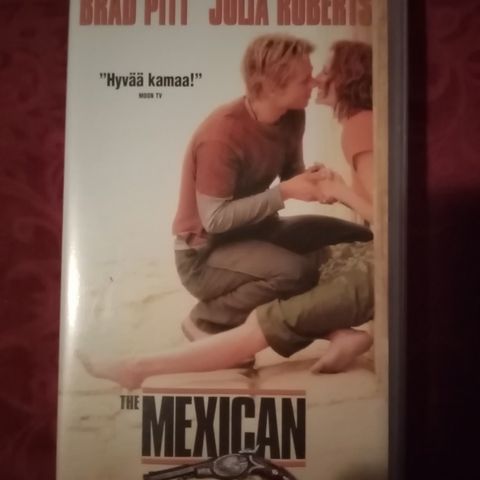 BRAD PITT JULIA ROBERTS
"Hyvää kamaa!"
MOON TV
THE MEXICAN